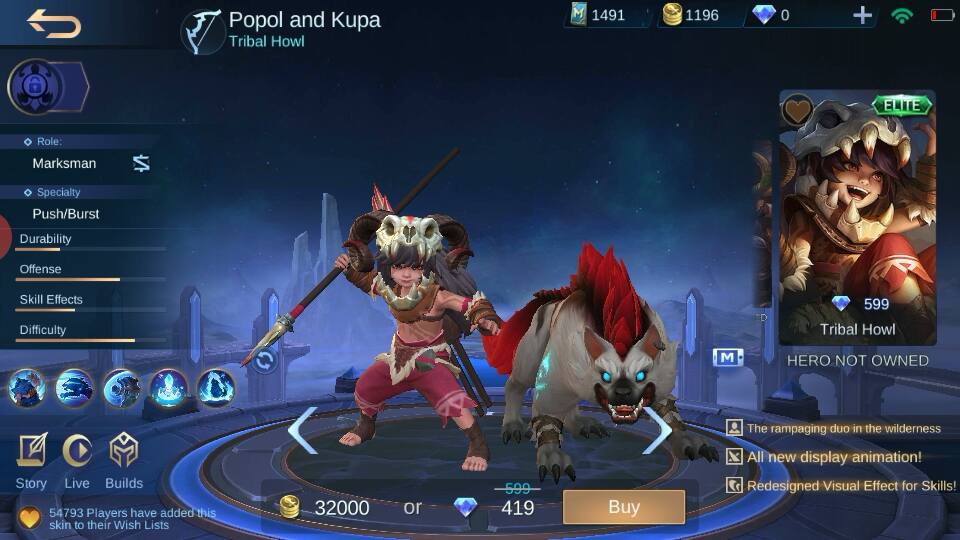 Popol and Kupa
Tribal Howl
1491
1196
0
Role:
Marksman
Specialty
Push/Burst
Durability
Offense
Skill Effects
Difficulty
Story
Live
Builds
54793 Players have added this
skin to their Wish Lists
599
32000 or 419
Buy
ELITE
599
Tribal Howl
M
HERO NOT OWNED
The rampaging duo in the wilderness
All new display animation!
Redesigned Visual Effect for Skills!